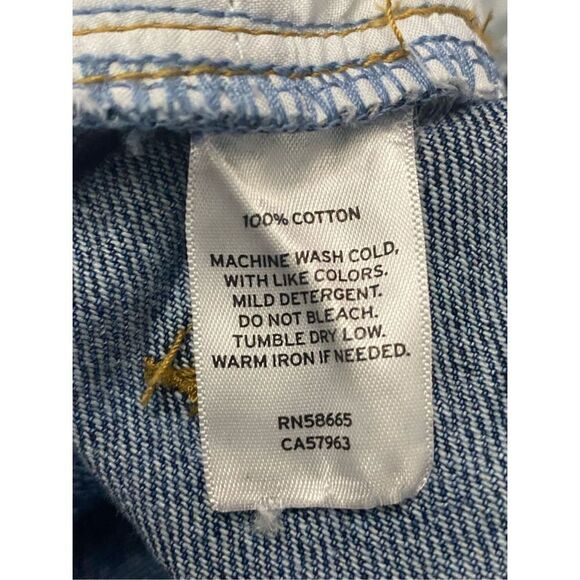 100% COTTON
MACHINE WASH COLD,
WITH LIKE COLORS.
MILD DETERGENT.
DO NOT BLEACH.
TUMBLE DRY LOW.
WARM IRON IF NEEDED.
RN58665
CA57963